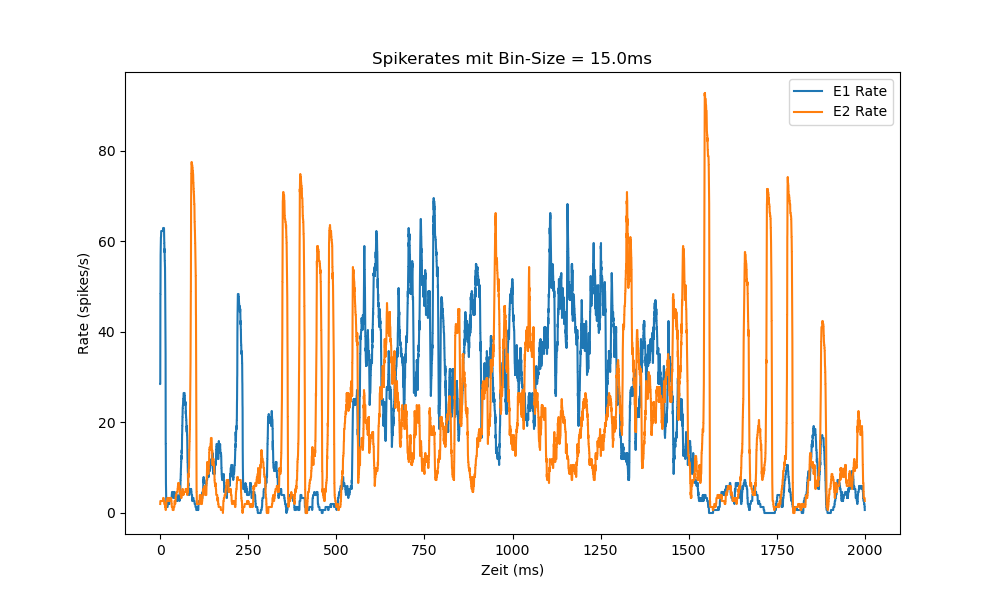 Spikerates mit Bin-Size = 15.0ms
E1 Rate
E2 Rate
Rate (spikes/s)
80
60
40
20
0
0 250 500 750 1000 1250 1500 1750 2000
Zeit (ms)